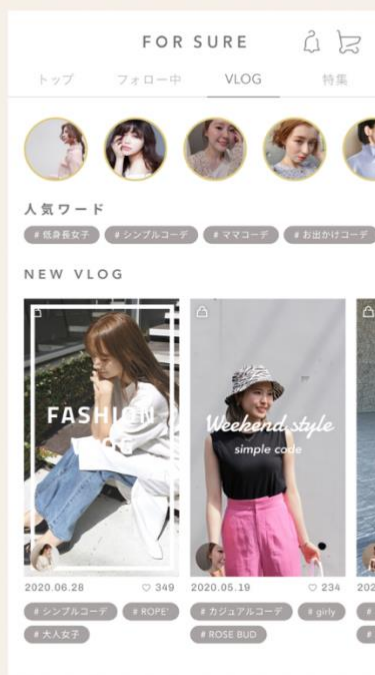 FOR SURE
トップ フォロー中 VLOG 特集
人気ワード
# 低身長女子 # シンプルコーデ # ママコーデ # お出かけコーデ
NEW VLOG
FASHION
VLOG
Weekend style
simple code
2020.06.28 ♡ 349
2020.05.19 ♡ 234
202
# シンプルコーデ # ROPE'
# 大人女子
# カジュアルコーデ # girly
# ROSE BUD
#
#